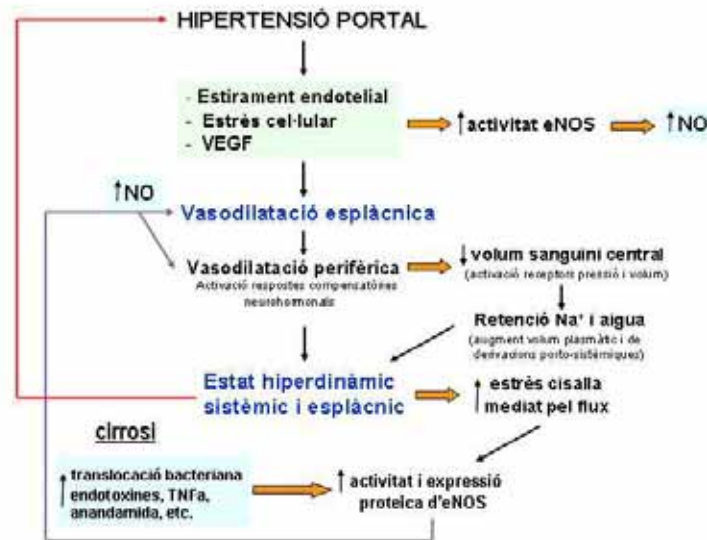 HIPERTENSIÓ PORTAL
- Estirament endotelial
- Estrès cel·lular
- VEGF
↑activitat eNOS
↑NO
↑NO
Vasodilatació esplàcnica
Vasodilatació perifèrica
Activació respostes compensatòries
neurohormonals
↓ volum sanguini central
(activació receptors pressió i volum)
Retenció Na⁺ i aigua
(augment volum plasmàtic i de
derivacions porto-sistèmiques)
Estat hiperdinàmic
sistèmic i esplàcnic
↑ estrès cisalla
mediat pel flux
cirrosi
↑ translocació bacteriana
endotoxines, TNFa,
anandamida, etc.
↑ activitat i expressió
proteica d'eNOS